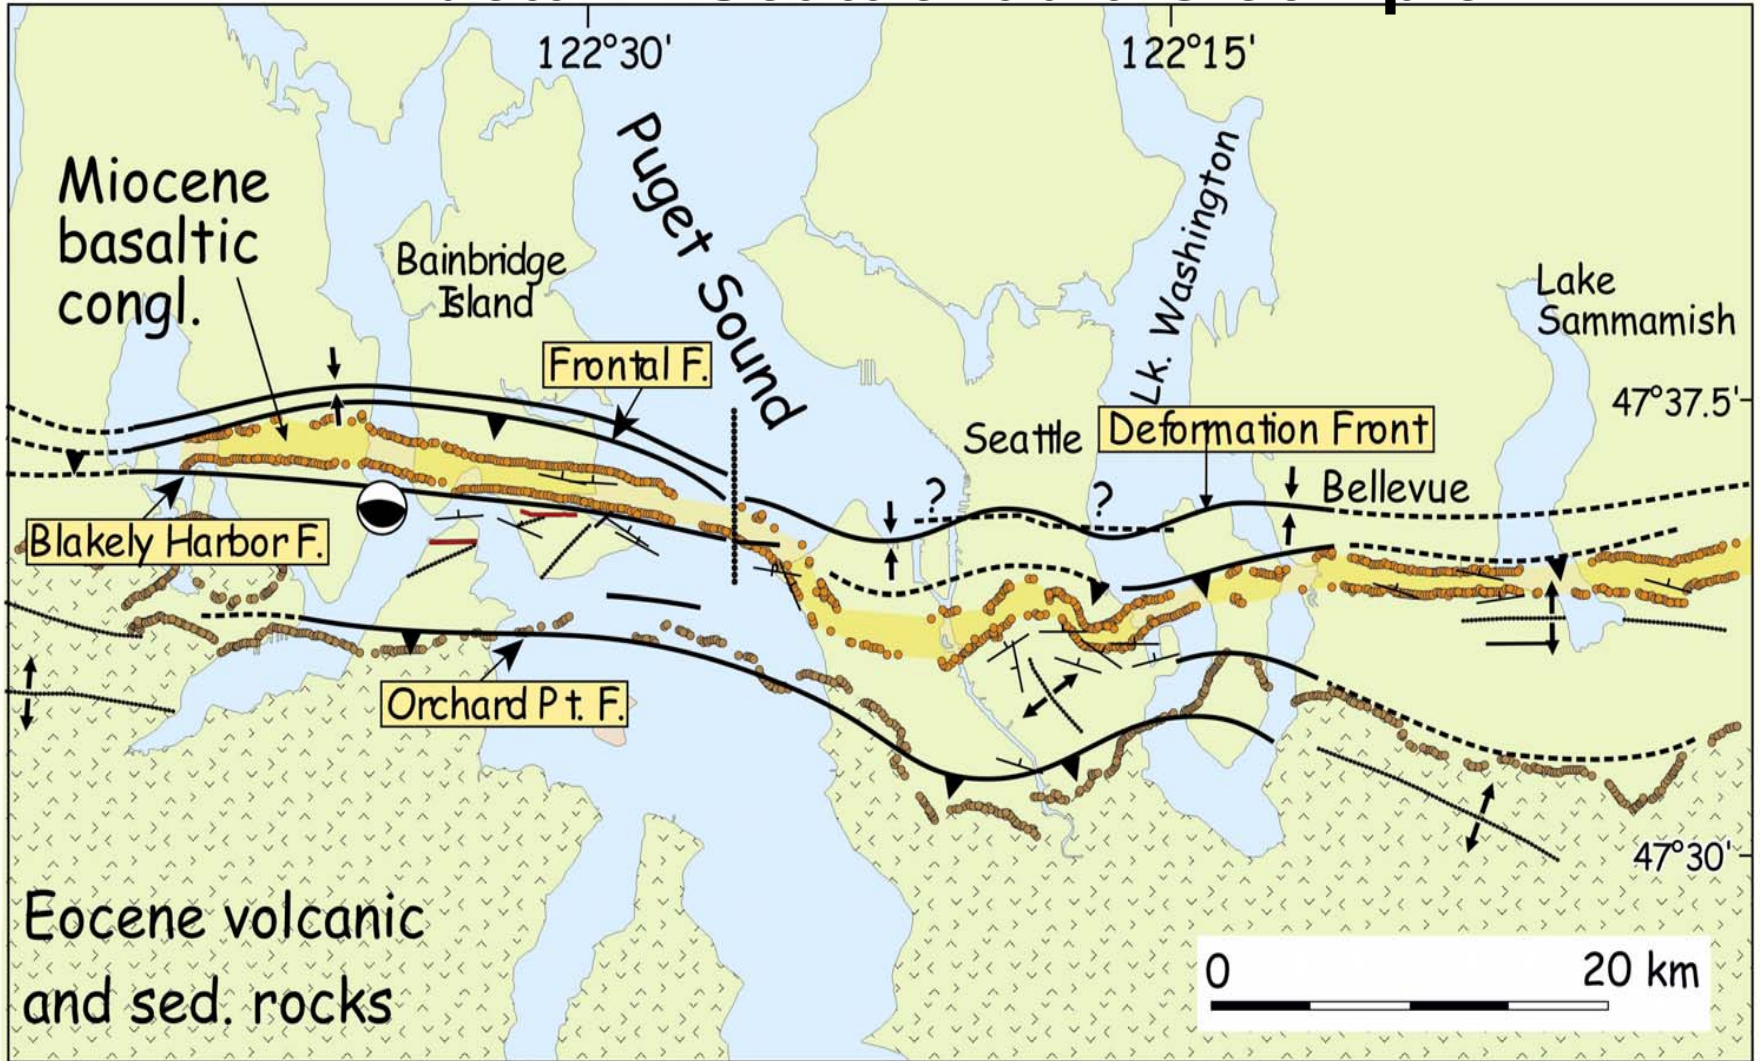 122°30'
122°15'
Puget Sound
Lk. Washington
Miocene
basaltic
congl.
Bainbridge
Island
Lake
Sammamish
Frontal F.
47°37.5'
Seattle
Deformation Front
?
?
Bellevue
Blakely Harbor F.
Orchard Pt. F.
47°30'
Eocene volcanic
and sed. rocks
0
20 km